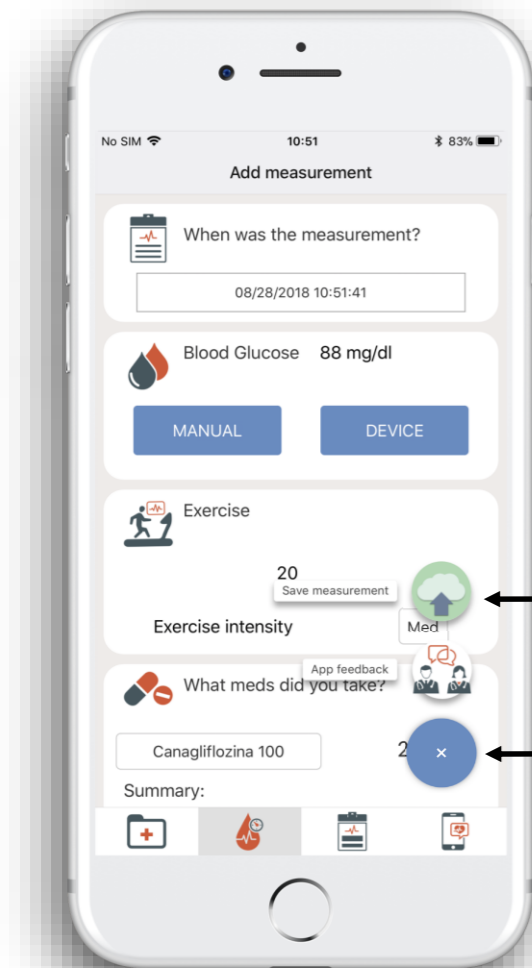 No SIM 10:51 83%
Add measurement
When was the measurement?
08/28/2018 10:51:41
Blood Glucose 88 mg/dl
MANUAL DEVICE
Exercise
20
Save measurement
Exercise intensity Med
App feedback
What meds did you take?
Canagliflozina 100 2
×
Summary: